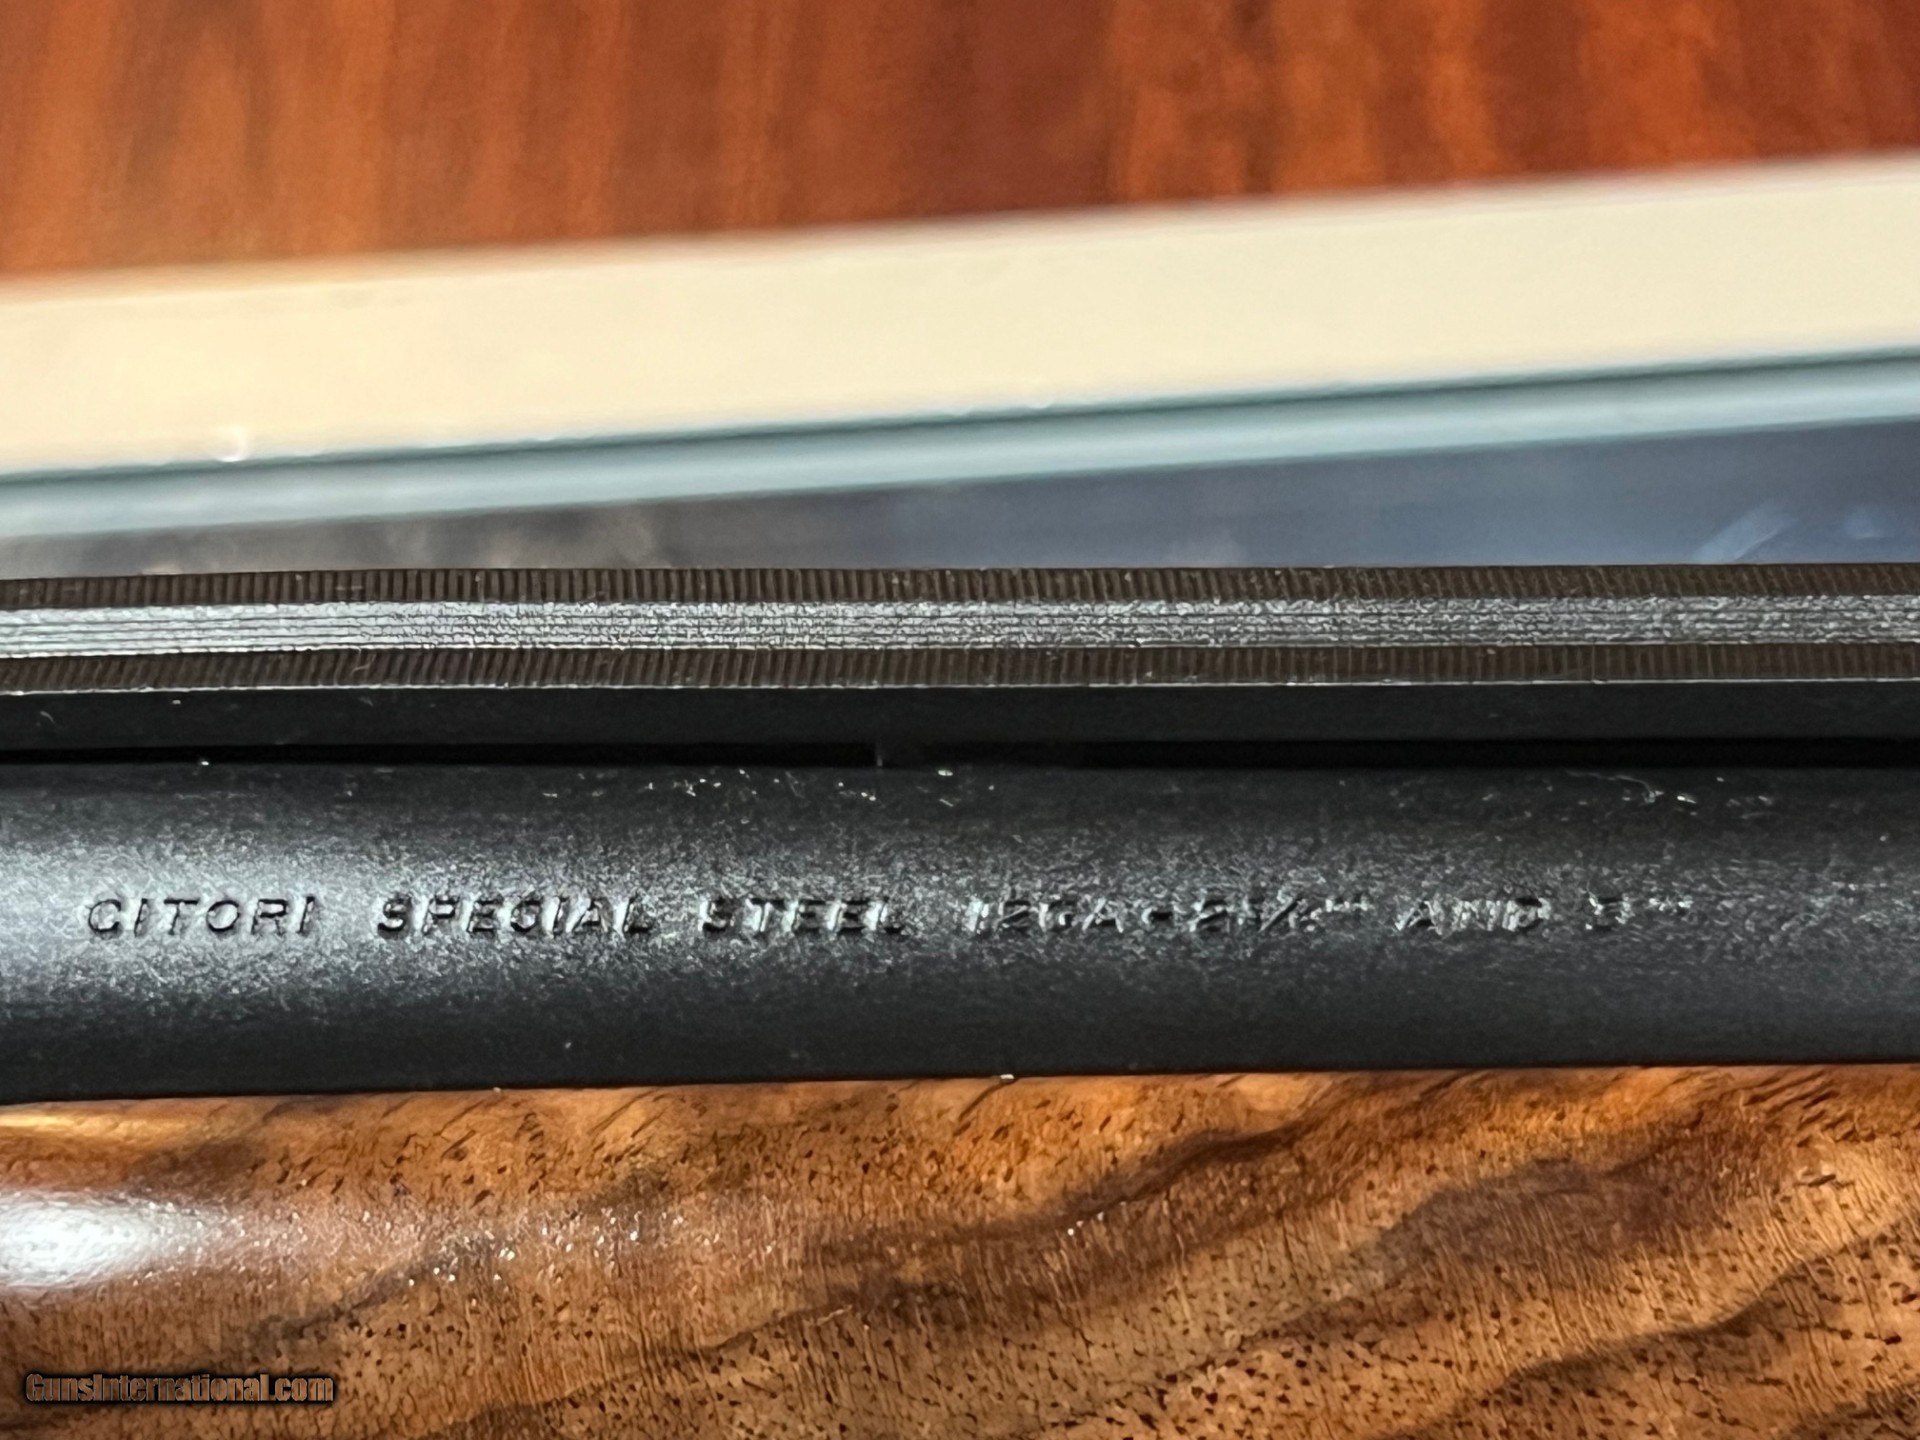 CITORI SPECIAL STEEL 12GA-2¾" AND 3"
GunsInternational.com